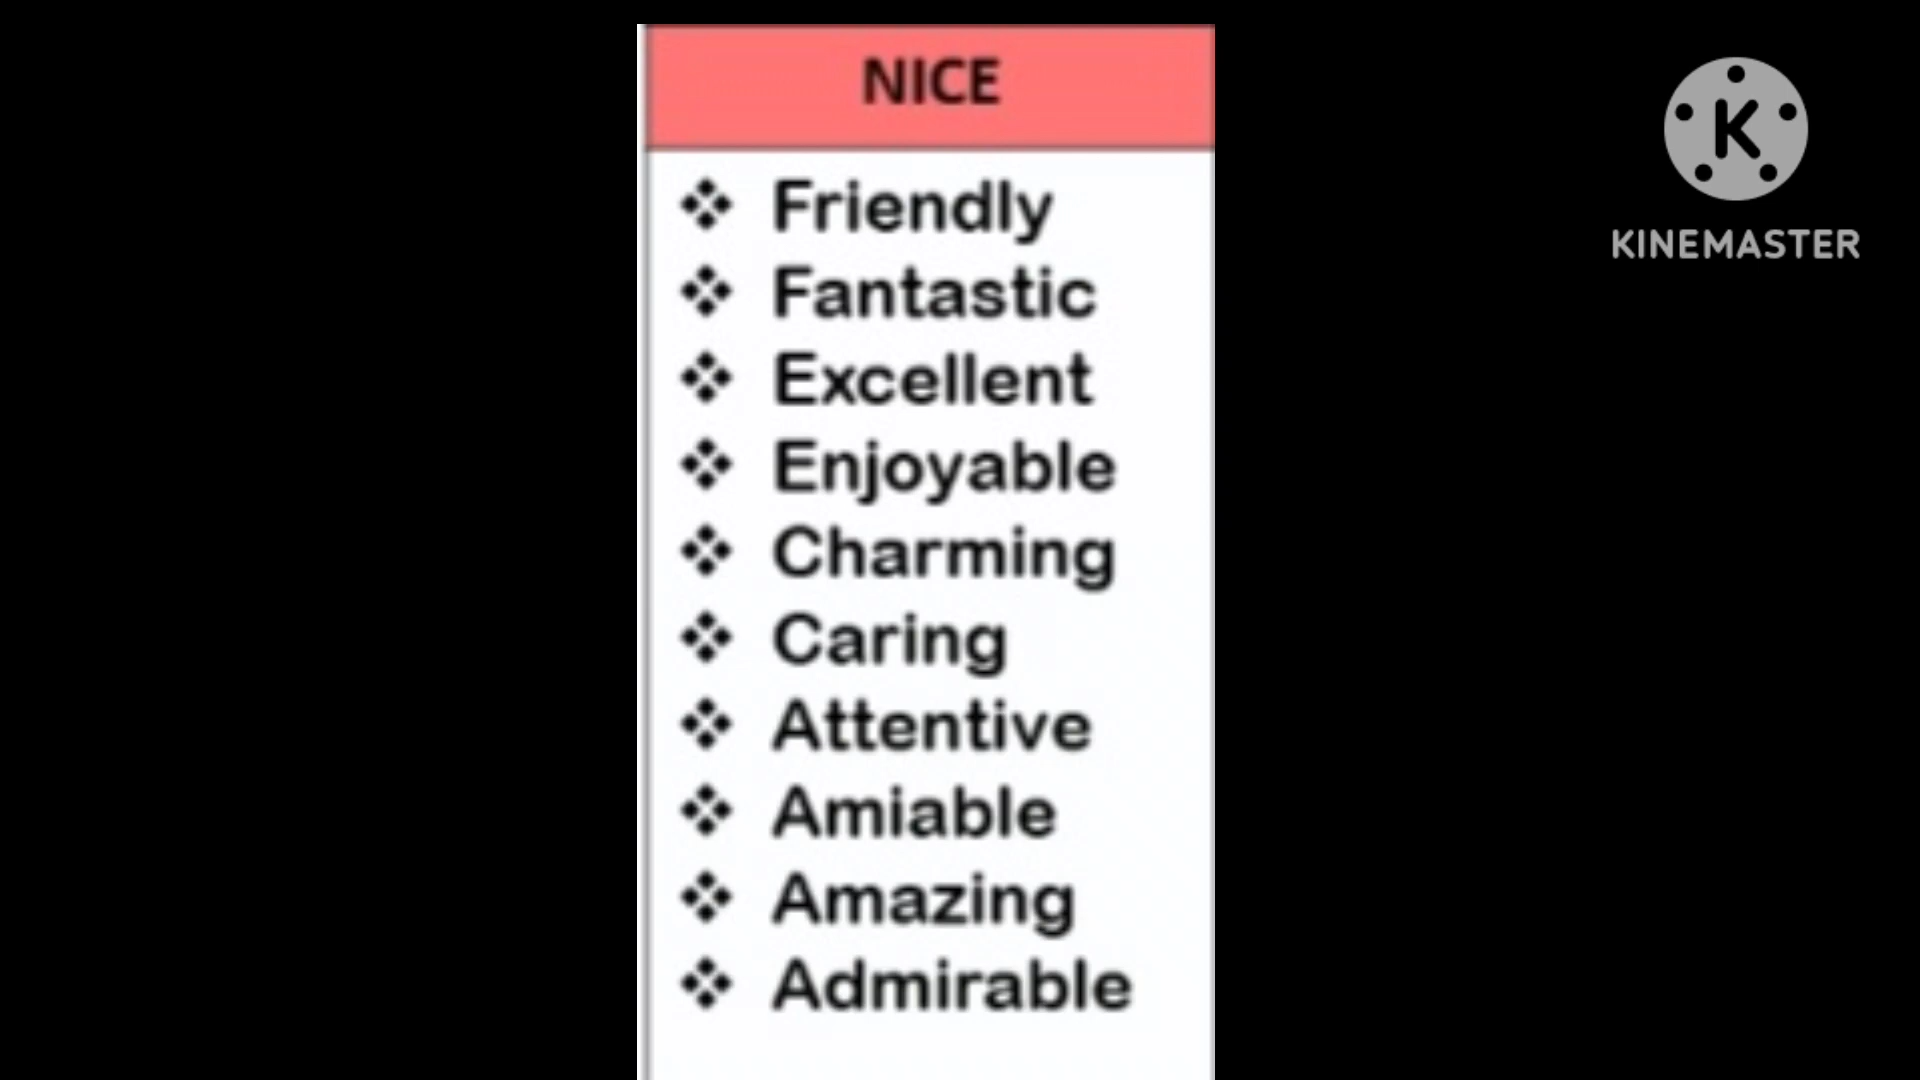 NICE
❖ Friendly
❖ Fantastic
❖ Excellent
❖ Enjoyable
❖ Charming
❖ Caring
❖ Attentive
❖ Amiable
❖ Amazing
❖ Admirable
K
KINEMASTER